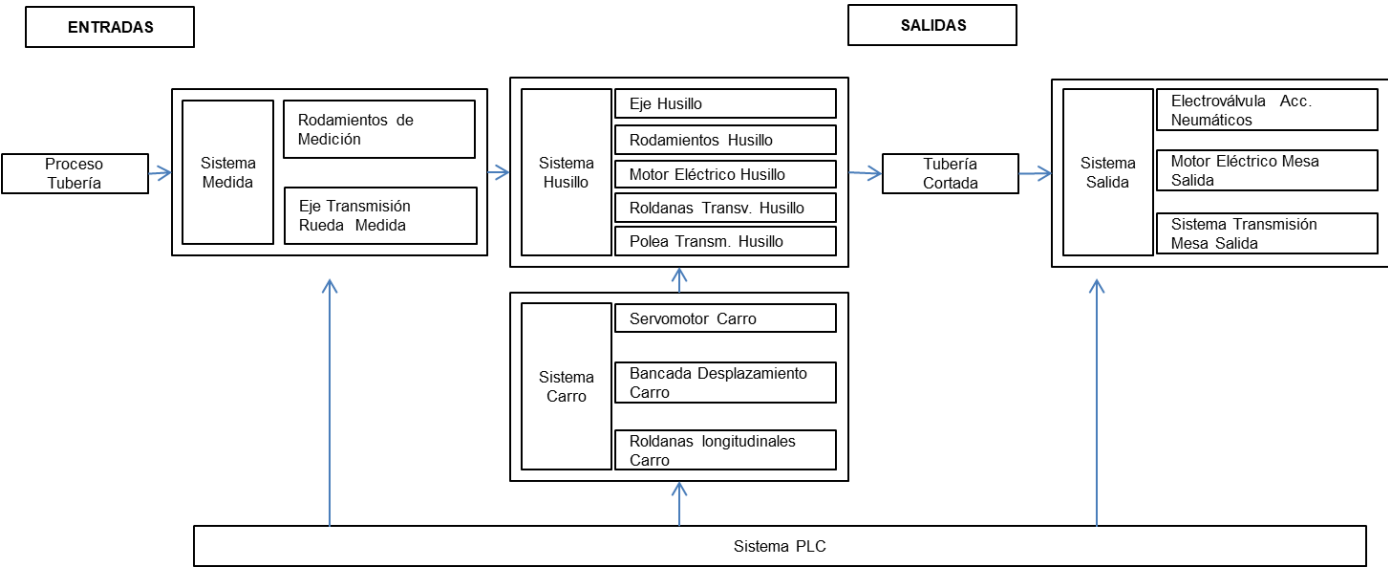 ENTRADAS
SALIDAS
Proceso
Tubería
Sistema
Medida
Rodamientos de
Medición
Eje Transmisión
Rueda Medida
Sistema
Husillo
Eje Husillo
Rodamientos Husillo
Motor Eléctrico Husillo
Roldanas Transv. Husillo
Polea Transm. Husillo
Tubería
Cortada
Sistema
Salida
Electroválvula Acc.
Neumáticos
Motor Eléctrico Mesa
Salida
Sistema Transmisión
Mesa Salida
Sistema
Carro
Servomotor Carro
Bancada Desplazamiento
Carro
Roldanas longitudinales
Carro
Sistema PLC